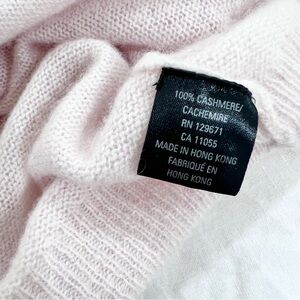 100% CASHMERE/
CACHEMIRE
RN 129671
CA 11055
MADE IN HONG KONG
FABRIQUÉ EN
HONG KONG